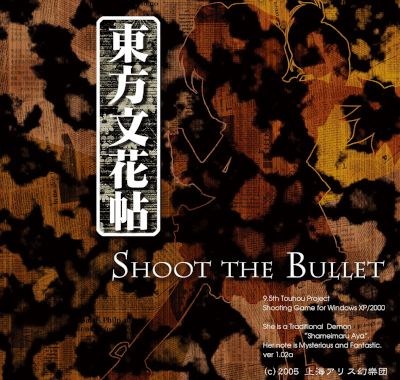 東方文花帖
SHOOT THE BULLET
9.5th Touhou Project
Shooting Game for Windows XP/2000
She is a Traditional Demon
"Shameimaru Aya"
Her note is Mysterious and Fantastic.
ver 1.02a
(c) 2005 上海アリス幻樂団